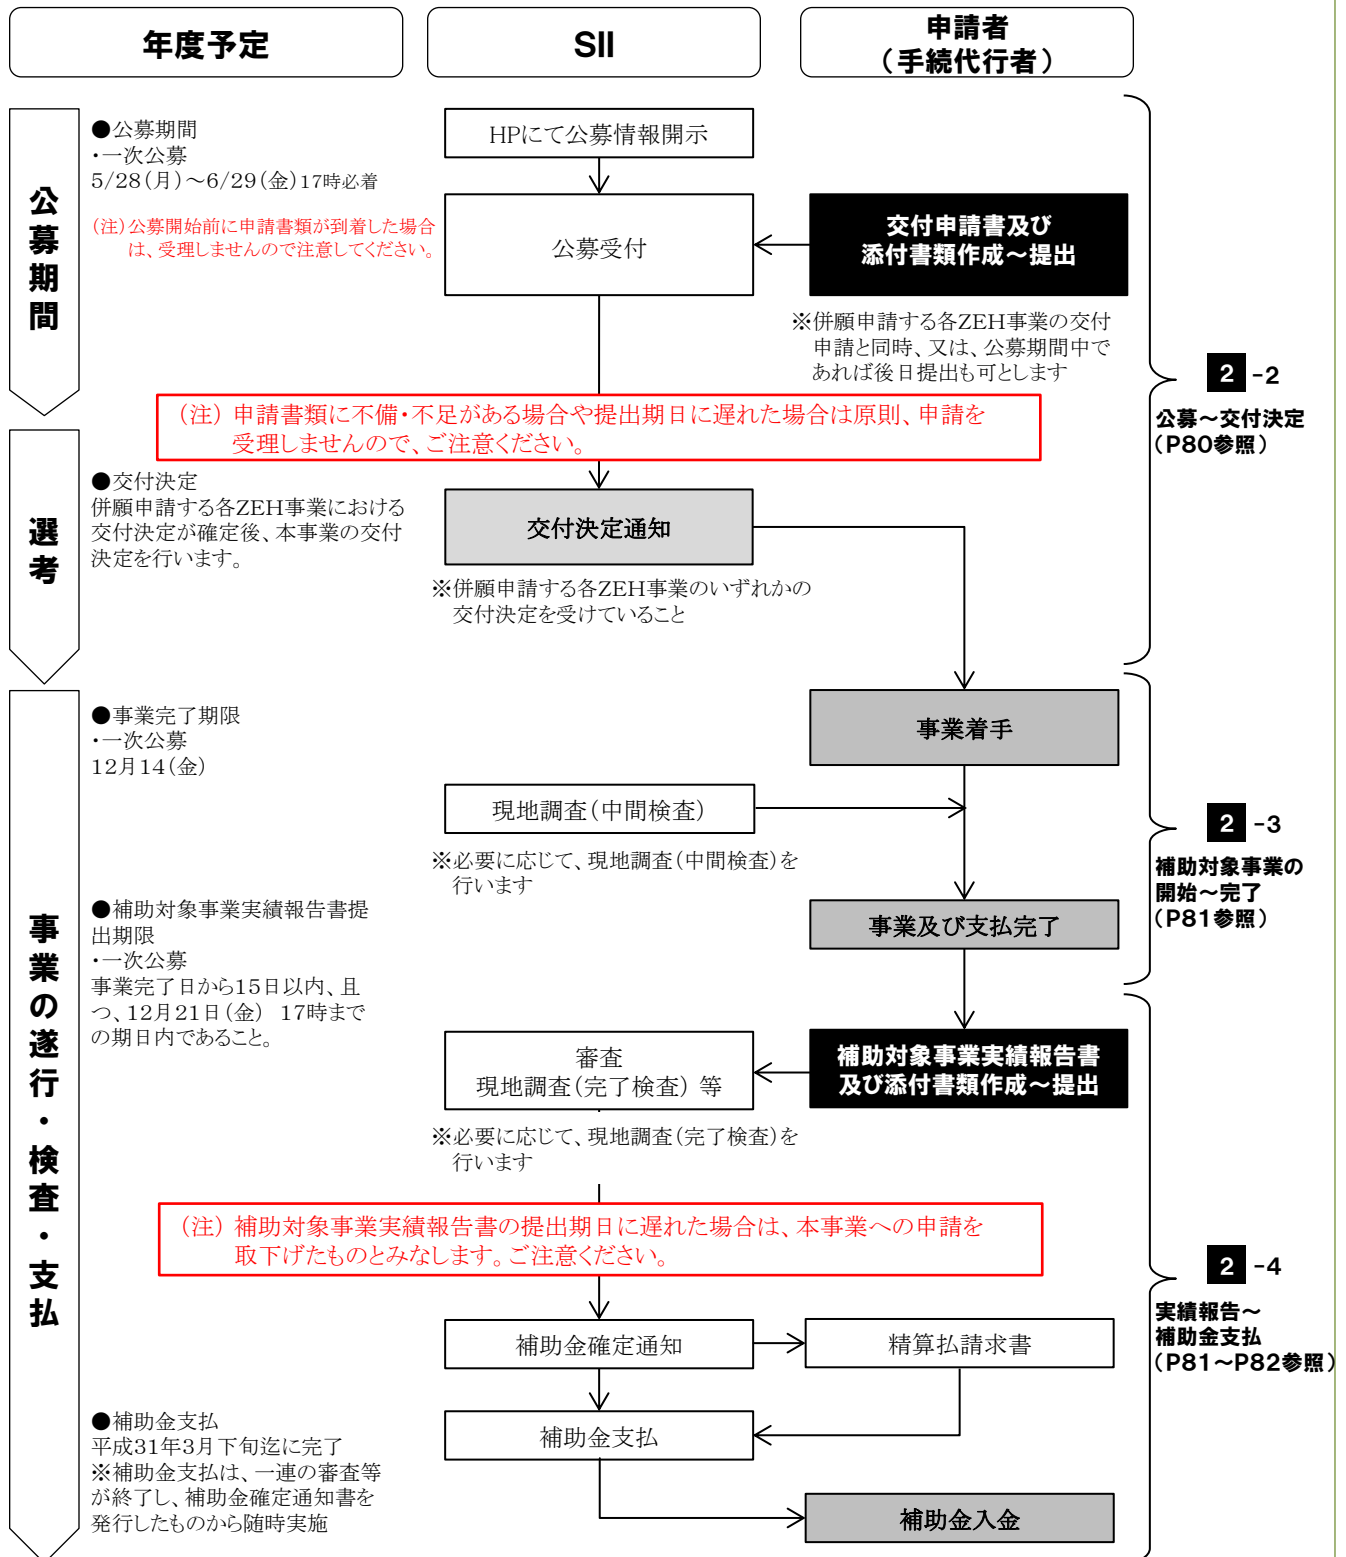 年度予定
SII
申請者
（手続代行者）
公募期間
●公募期間
・一次公募
5/28（月）～6/29（金）17時必着
（注）公募開始前に申請書類が到着した場合
は、受理しませんので注意してください。
HPにて公募情報開示
公募受付
交付申請書及び
添付書類作成～提出
※併願申請する各ZEH事業の交付
申請と同時、又は、公募期間中で
あれば後日提出も可とします
2 -2
公募～交付決定
（P80参照）
（注） 申請書類に不備・不足がある場合や提出期日に遅れた場合は原則、申請を
受理しませんので、ご注意ください。
選考
●交付決定
併願申請する各ZEH事業における
交付決定が確定後、本事業の交付
決定を行います。
交付決定通知
※併願申請する各ZEH事業のいずれかの
交付決定を受けていること
事業の遂行・検査・支払
●事業完了期限
・一次公募
12月14（金）
事業着手
現地調査（中間検査）
※必要に応じて、現地調査（中間検査）を
行います
2 -3
補助対象事業の
開始～完了
（P81参照）
●補助対象事業実績報告書提
出期限
・一次公募
事業完了日から15日以内、且
つ、12月21日（金） 17時まで
の期日内であること。
事業及び支払完了
審査
現地調査（完了検査） 等
補助対象事業実績報告書
及び添付書類作成～提出
※必要に応じて、現地調査（完了検査）を
行います
（注） 補助対象事業実績報告書の提出期日に遅れた場合は、本事業への申請を
取下げたものとみなします。ご注意ください。
2 -4
実績報告～
補助金支払
（P81～P82参照）
補助金確定通知
精算払請求書
●補助金支払
平成31年3月下旬迄に完了
※補助金支払は、一連の審査等
が終了し、補助金確定通知書を
発行したものから随時実施
補助金支払
補助金入金